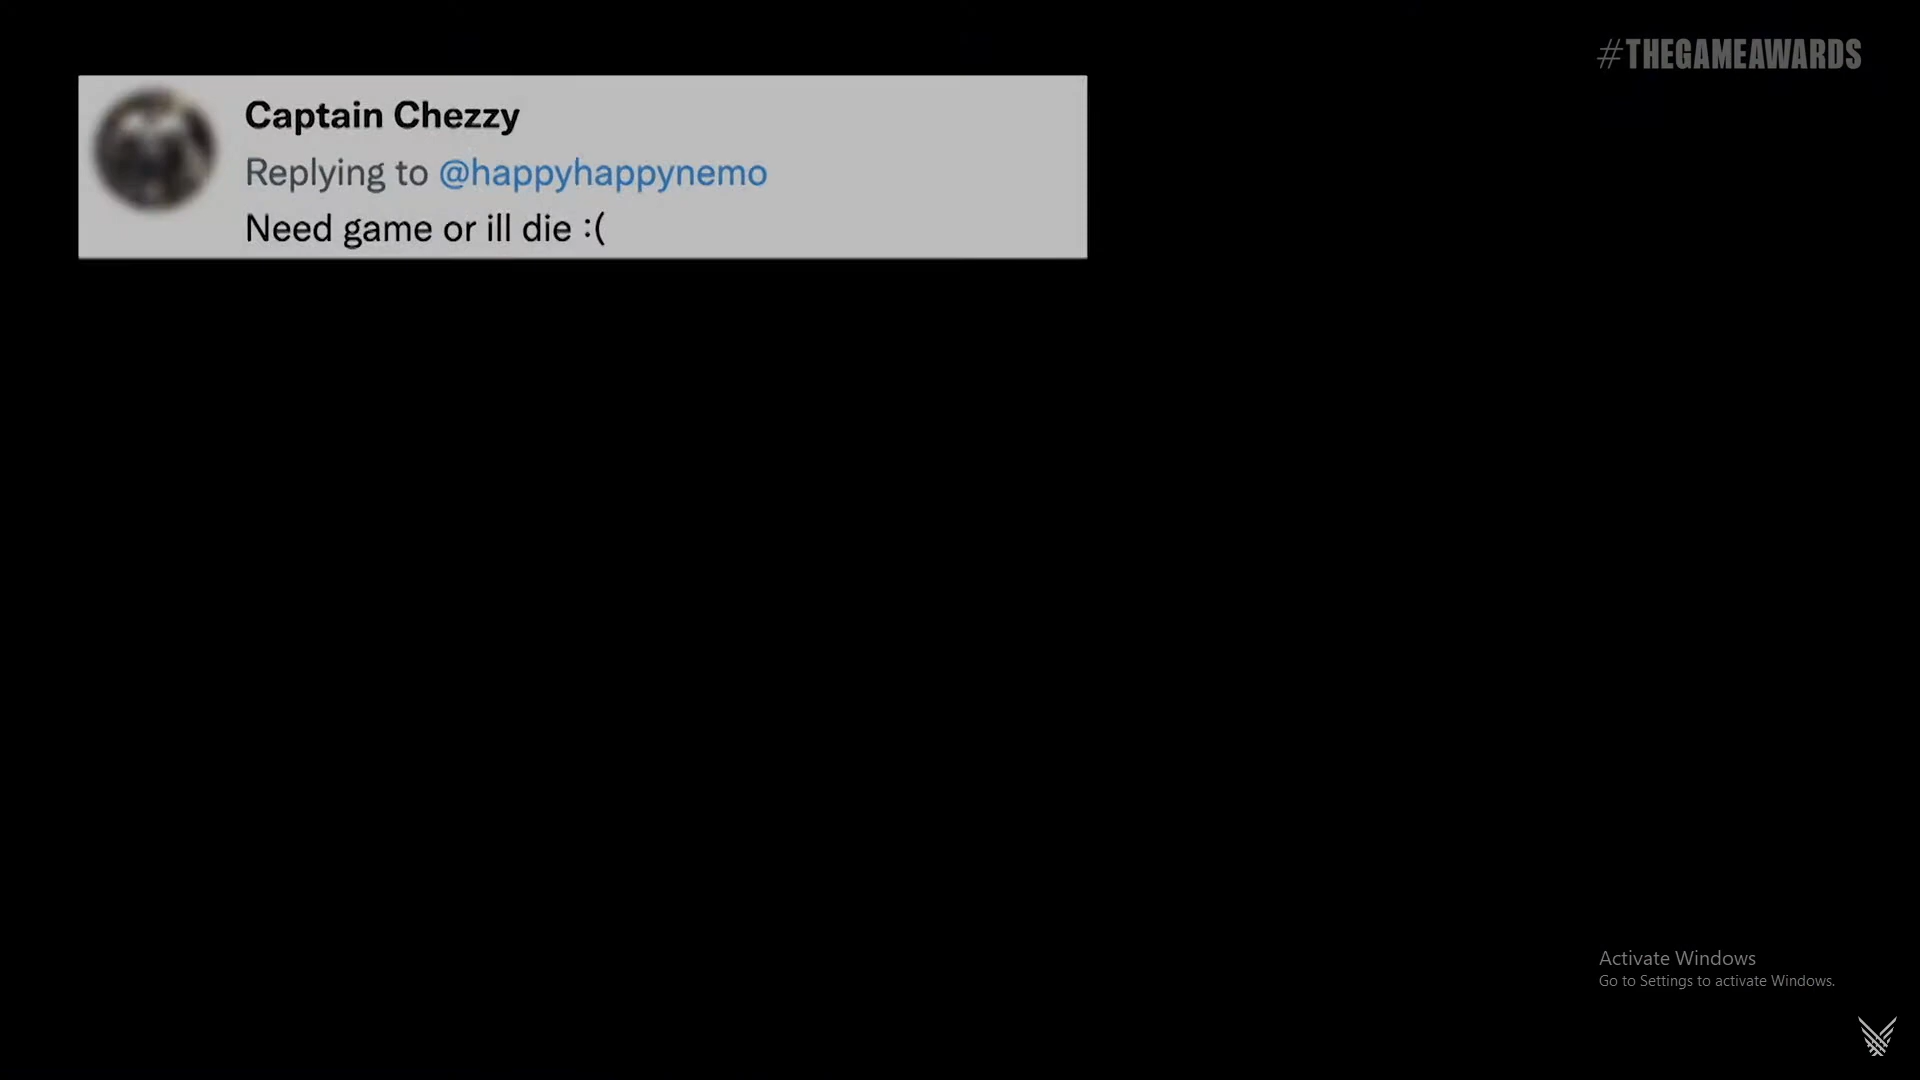 #THEGAMEAWARDS
Captain Chezzy
Replying to @happyhappynemo
Need game or ill die :(
Activate Windows
Go to Settings to activate Windows.